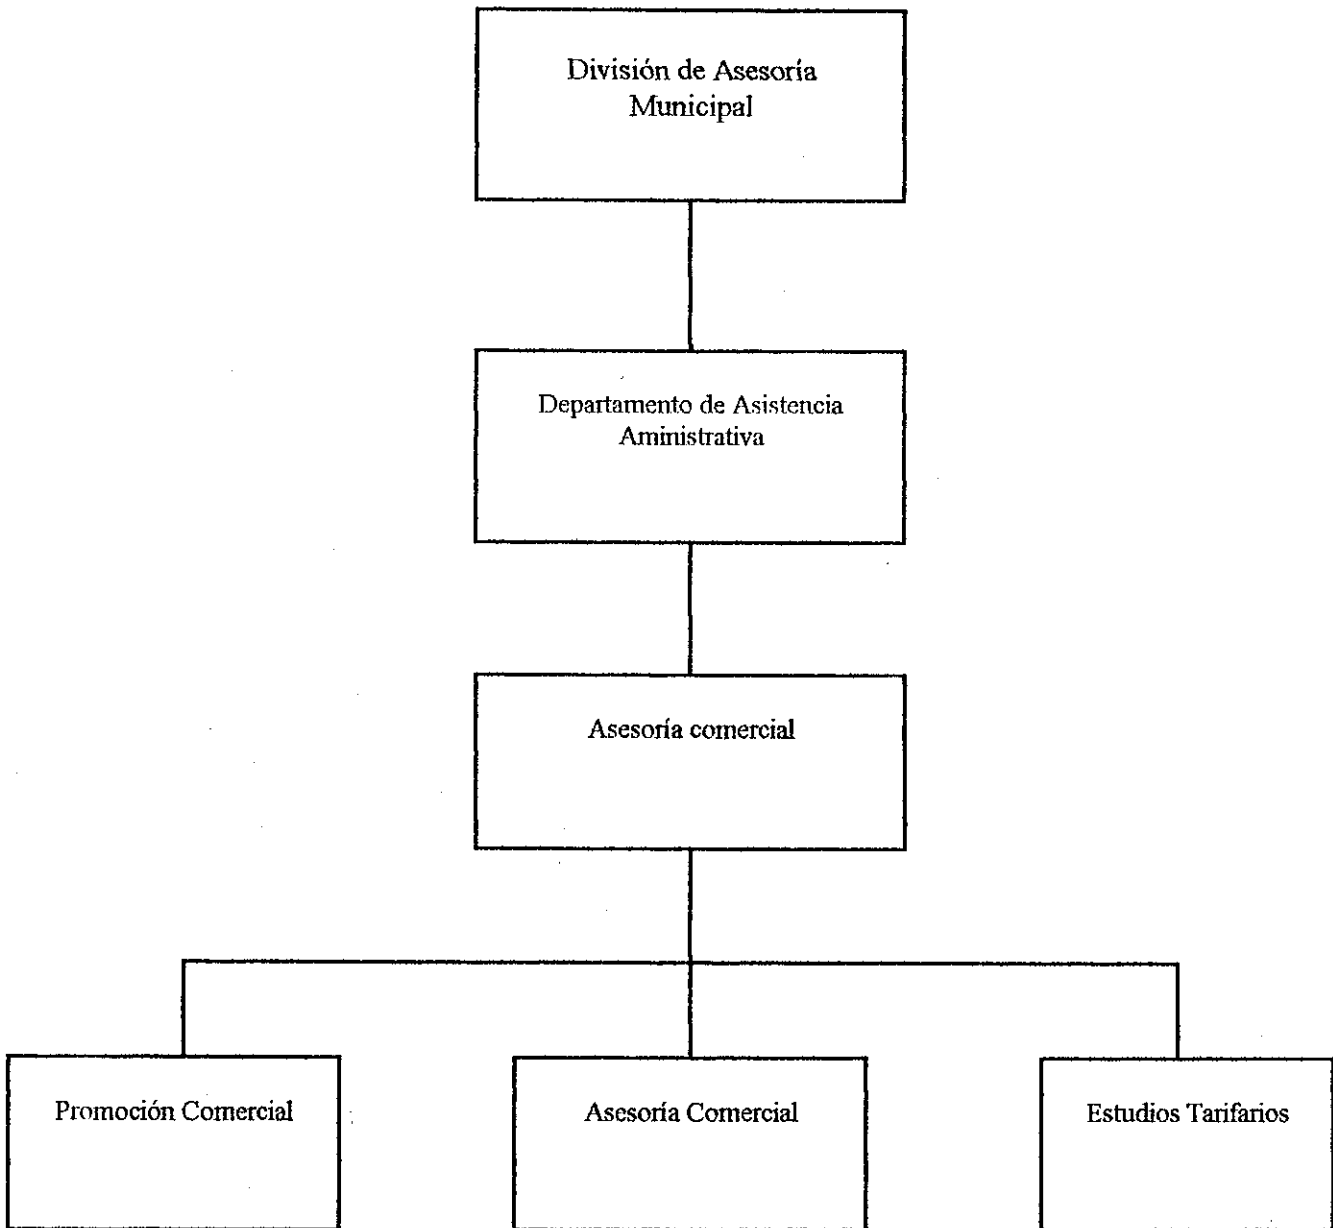 División de Asesoría
Municipal
Departamento de Asistencia
Aministrativa
Asesoría comercial
Promoción Comercial
Asesoría Comercial
Estudios Tarifarios